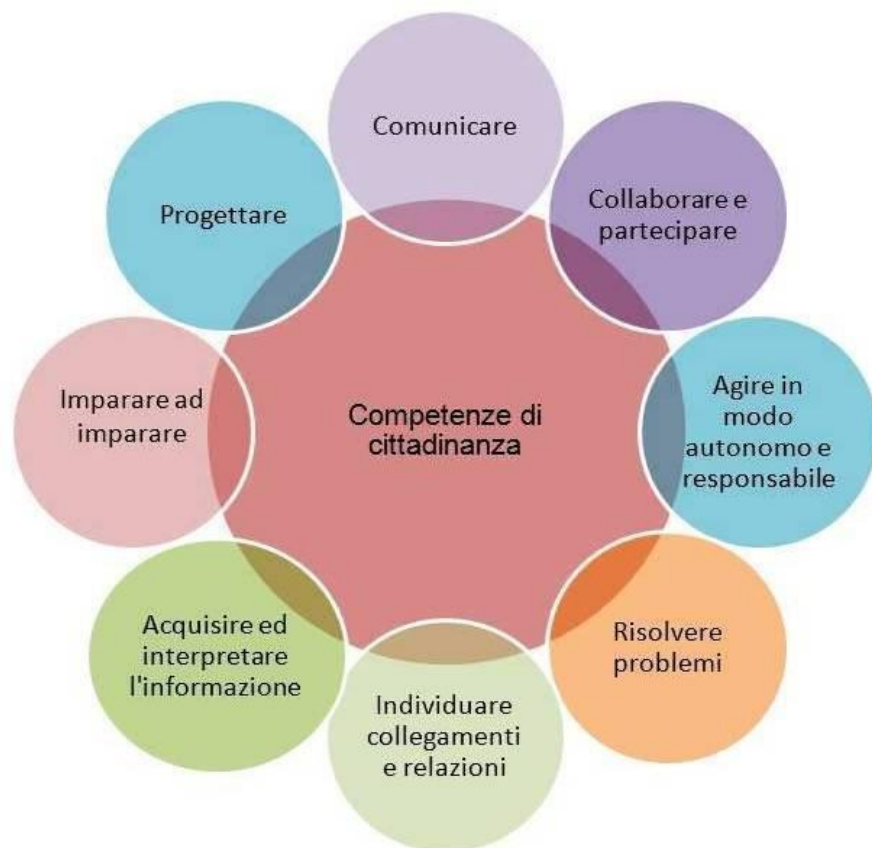 Comunicare
Collaborare e
partecipare
Agire in
modo
autonomo e
responsabile
Risolvere
problemi
Individuare
collegamenti
e relazioni
Acquisire ed
interpretare
l'informazione
Imparare ad
imparare
Progettare
Competenze di
cittadinanza